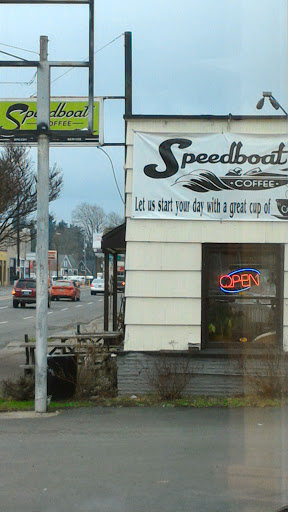 Speedboat
COFFEE
Speedboat
COFFEE
Let us start your day with a great cup of
OPEN